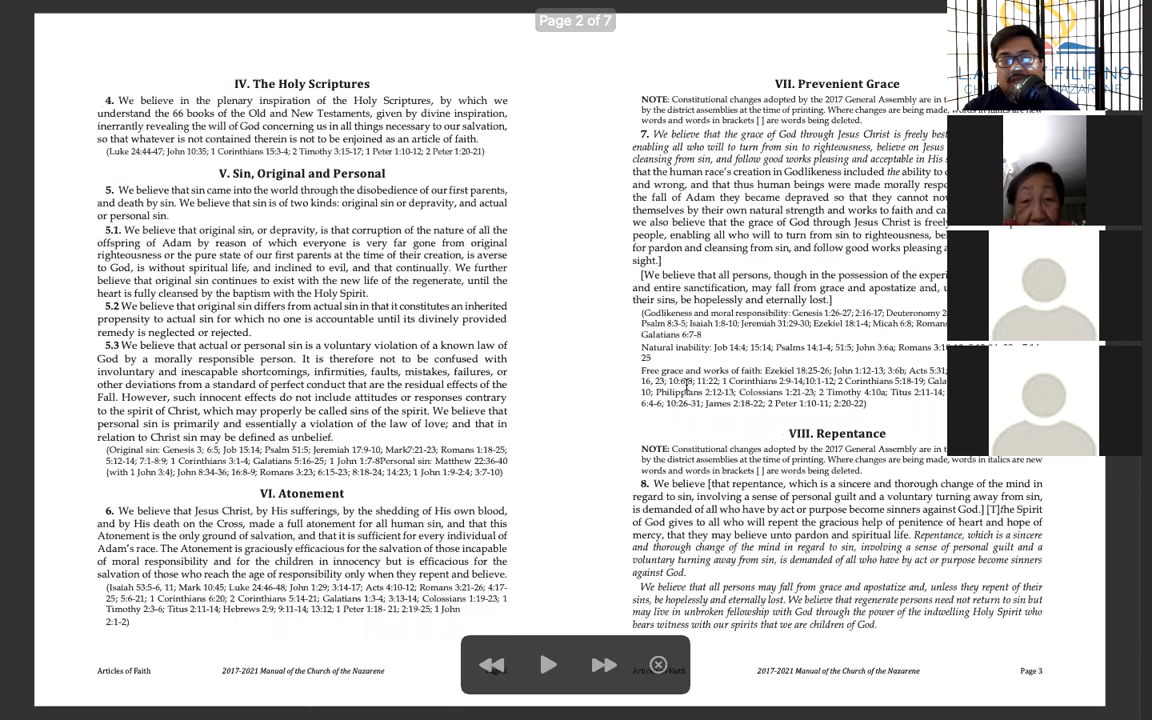 Page 2 of 7
IV. The Holy Scriptures
4. We believe in the plenary inspiration of the Holy Scriptures, by which we
understand the 66 books of the Old and New Testaments, given by divine inspiration,
inerrantly revealing the will of God concerning us in all things necessary to our salvation,
so that whatever is not contained therein is not to be enjoined as an article of faith.
(Luke 24:44-47; John 10:35; 1 Corinthians 15:3-4; 2 Timothy 3:15-17; 1 Peter 1:10-12; 2 Peter 1:20-21)
V. Sin, Original and Personal
5. We believe that sin came into the world through the disobedience of our first parents,
and death by sin. We believe that sin is of two kinds: original sin or depravity, and actual
or personal sin.
5.1. We believe that original sin, or depravity, is that corruption of the nature of all the
offspring of Adam by reason of which everyone is very far gone from original
righteousness or the pure state of our first parents at the time of their creation, is averse
to God, is without spiritual life, and inclined to evil, and that continually. We further
believe that original sin continues to exist with the new life of the regenerate, until the
heart is fully cleansed by the baptism with the Holy Spirit.
5.2 We believe that original sin differs from actual sin in that it constitutes an inherited
propensity to actual sin for which no one is accountable until its divinely provided
remedy is neglected or rejected.
5.3 We believe that actual or personal sin is a voluntary violation of a known law of
God by a morally responsible person. It is therefore not to be confused with
involuntary and inescapable shortcomings, infirmities, faults, mistakes, failures, or
other deviations from a standard of perfect conduct that are the residual effects of the
Fall. However, such innocent effects do not include attitudes or responses contrary
to the spirit of Christ, which may properly be called sins of the spirit. We believe that
personal sin is primarily and essentially a violation of the law of love; and that in
relation to Christ sin may be defined as unbelief.
(Original sin: Genesis 3; 6:5, Job 15:14; Psalm 51:5; Jeremiah 17:9-10, Mark7:21-23; Romans 1:18-25;
5:12-14; 7:1-8:9; 1 Corinthians 3:1-4; Galatians 5:16-25; 1 John 1:7-8Personal sin: Matthew 22:36-40
{with 1 John 3:4}; John 8:34-36; 16:8-9; Romans 3:23; 6:15-23; 8:18-24; 14:23; 1 John 1:9-2:4; 3:7-10)
VI. Atonement
6. We believe that Jesus Christ, by His sufferings, by the shedding of His own blood,
and by His death on the Cross, made a full atonement for all human sin, and that this
Atonement is the only ground of salvation, and that it is sufficient for every individual of
Adam's race. The Atonement is graciously efficacious for the salvation of those incapable
of moral responsibility and for the children in innocency but is efficacious for the
salvation of those who reach the age of responsibility only when they repent and believe.
(Isaiah 53:5-6, 11; Mark 10:45; Luke 24:46-48; John 1:29; 3:14-17; Acts 4:10-12; Romans 3:21-26; 4:17-
25; 5:6-21; 1 Corinthians 6:20; 2 Corinthians 5:14-21; Galatians 1:3-4; 3:13-14; Colossians 1:19-23; 1
Timothy 2:3-6; Titus 2:11-14; Hebrews 2:9; 9:11-14; 13:12; 1 Peter 1:18- 21; 2:19-25; 1 John
2:1-2)
Articles of Faith 2017-2021 Manual of the Church of the Nazarene
VII. Prevenient Grace
NOTE: Constitutional changes adopted by the 2017 General Assembly are in
by the district assemblies at the time of printing. Where changes are being made, words in italics are new
words and words in brackets [ ] are words being deleted.
7. We believe that the grace of God through Jesus Christ is freely
enabling all who will to turn from sin to righteousness, believe on Jesus
cleansing from sin, and follow good works pleasing and acceptable in His
that the human race's creation in Godlikeness included the ability to
and wrong, and that thus human beings were made morally
the fall of Adam they became depraved so that they cannot
themselves by their own natural strength and works to faith and
we also believe that the grace of God through Jesus Christ is
people, enabling all who will to turn from sin to righteousness,
for pardon and cleansing from sin, and follow good works pleasing
sight.]
[We believe that all persons, though in the possession of the
and entire sanctification, may fall from grace and apostatize and,
their sins, be hopelessly and eternally lost.]
(Godlikeness and moral responsibility: Genesis 1:26-27; 2:16-17; Deuteronomy
Psalm 8:3-5; Isaiah 1:8-10; Jeremiah 31:29-30; Ezekiel 18:1-4; Micah 6:8; Romans
Galatians 6:7-8
Natural inability: Job 14:4; 15:14; Psalms 14:1-4; 51:5; John 3:6a; Romans
25
Free grace and works of faith: Ezekiel 18:25-26; John 1:12-13; 3:6b; Acts 5:31;
16, 23; 11:22; 1 Corinthians 2:9-14;10:1-12; 2 Corinthians 5:18-19;
10; Philippians 2:12-13; Colossians 1:21-23; 2 Timothy 4:10a; Titus 2:11-14;
6:4-6; 10:26-31; James 2:18-22; 2 Peter 1:10-11; 2:20-22)
VIII. Repentance
NOTE: Constitutional changes adopted by the 2017 General Assembly are in
by the district assemblies at the time of printing. Where changes are being made, words in italics are new
words and words in brackets [ ] are words being deleted.
8. We believe [that repentance, which is a sincere and thorough change of the mind in
regard to sin, involving a sense of personal guilt and a voluntary turning away from sin,
is demanded of all who have by act or purpose become sinners against God.] [T]the Spirit
of God gives to all who will repent the gracious help of penitence of heart and hope of
mercy, that they may believe unto pardon and spiritual life. Repentance, which is a sincere
and thorough change of the mind in regard to sin, involving a sense of personal guilt and a
voluntary turning away from sin, is demanded of all who have by act or purpose become sinners
against God.
We believe that all persons may fall from grace and apostatize and, unless they repent of their
sins, be hopelessly and eternally lost. We believe that regenerate persons need not return to sin but
may live in unbroken fellowship with God through the power of the indwelling Holy Spirit who
bears witness with our spirits that we are children of God.
2017-2021 Manual of the Church of the Nazarene Page 3
FILIPINO